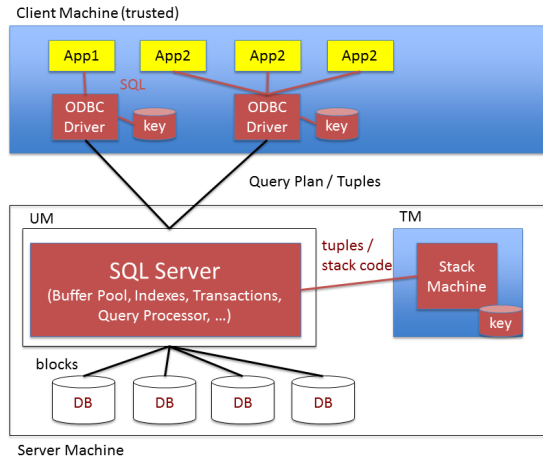 Client Machine (trusted)
App1
App2
App2
App2
SQL
ODBC
Driver
key
ODBC
Driver
key
Query Plan / Tuples
UM
TM
SQL Server
(Buffer Pool, Indexes, Transactions,
Query Processor, ...)
tuples /
stack code
Stack
Machine
key
blocks
DB
DB
DB
DB
Server Machine